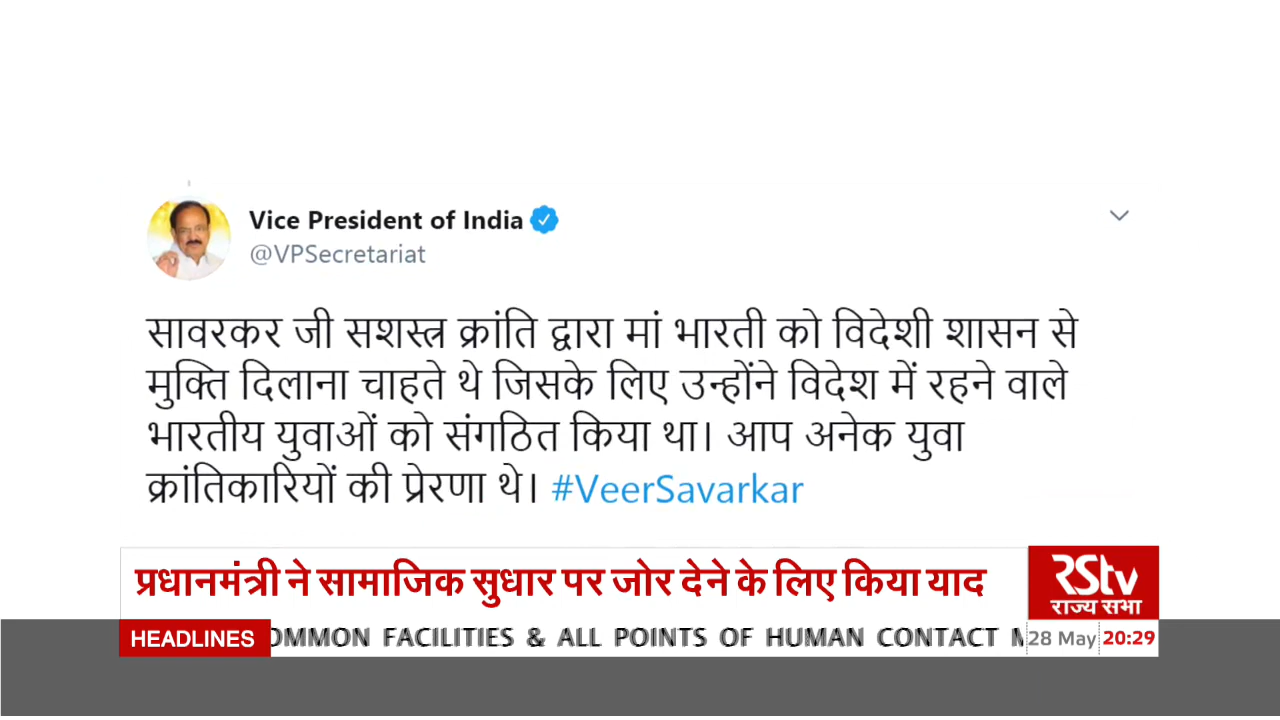 Vice President of India
@VPSecretariat
सावरकर जी सशस्त्र क्रांति द्वारा मां भारती को विदेशी शासन से
मुक्ति दिलाना चाहते थे जिसके लिए उन्होंने विदेश में रहने वाले
भारतीय युवाओं को संगठित किया था। आप अनेक युवा
क्रांतिकारियों की प्रेरणा थे। #VeerSavarkar
प्रधानमंत्री ने सामाजिक सुधार पर जोर देने के लिए किया याद
RStv
राज्य सभा
HEADLINES OMMON FACILITIES & ALL POINTS OF HUMAN CONTACT 28 May 20:29